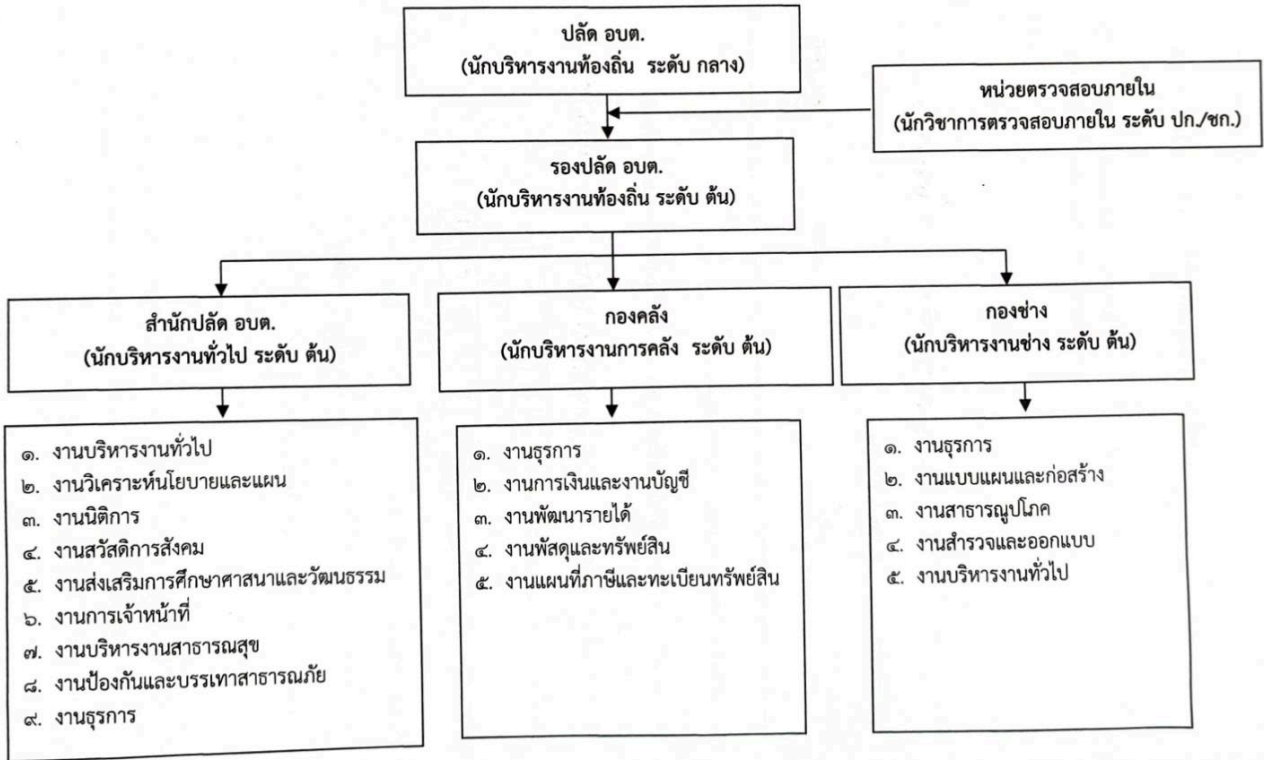 ปลัด อบต.
(นักบริหารงานท้องถิ่น ระดับ กลาง)
หน่วยตรวจสอบภายใน
(นักวิชาการตรวจสอบภายใน ระดับ ปก./ชก.)
รองปลัด อบต.
(นักบริหารงานท้องถิ่น ระดับ ต้น)
สำนักปลัด อบต.
(นักบริหารงานทั่วไป ระดับ ต้น)
กองคลัง
(นักบริหารงานการคลัง ระดับ ต้น)
กองช่าง
(นักบริหารงานช่าง ระดับ ต้น)
๑. งานบริหารงานทั่วไป
๒. งานวิเคราะห์นโยบายและแผน
๓. งานนิติการ
๔. งานสวัสดิการสังคม
๕. งานส่งเสริมการศึกษาศาสนาและวัฒนธรรม
๖. งานการเจ้าหน้าที่
๗. งานบริหารงานสาธารณสุข
๘. งานป้องกันและบรรเทาสาธารณภัย
๙. งานธุรการ
๑. งานธุรการ
๒. งานการเงินและงานบัญชี
๓. งานพัฒนารายได้
๔. งานพัสดุและทรัพย์สิน
๕. งานแผนที่ภาษีและทะเบียนทรัพย์สิน
๑. งานธุรการ
๒. งานแบบแผนและก่อสร้าง
๓. งานสาธารณูปโภค
๔. งานสำรวจและออกแบบ
๕. งานบริหารงานทั่วไป